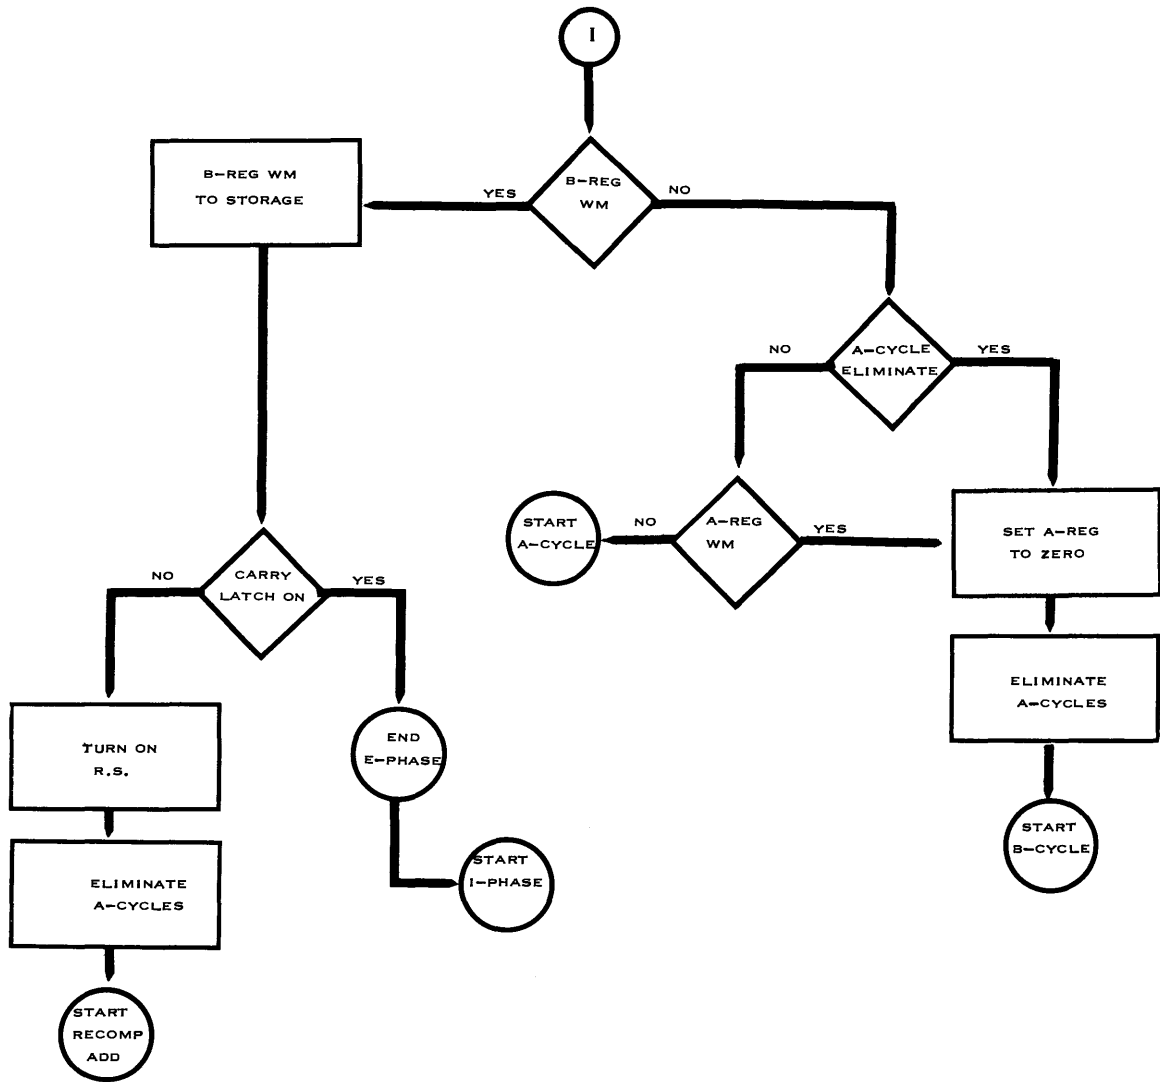 I
B-REG WM
TO STORAGE
YES
B-REG
WM
NO
NO
A-CYCLE
ELIMINATE
YES
START
A-CYCLE
NO
A-REG
WM
YES
SET A-REG
TO ZERO
NO
CARRY
LATCH ON
YES
ELIMINATE
A-CYCLES
TURN ON
R.S.
END
E-PHASE
START
B-CYCLE
ELIMINATE
A-CYCLES
START
I-PHASE
START
RECOMP
ADD